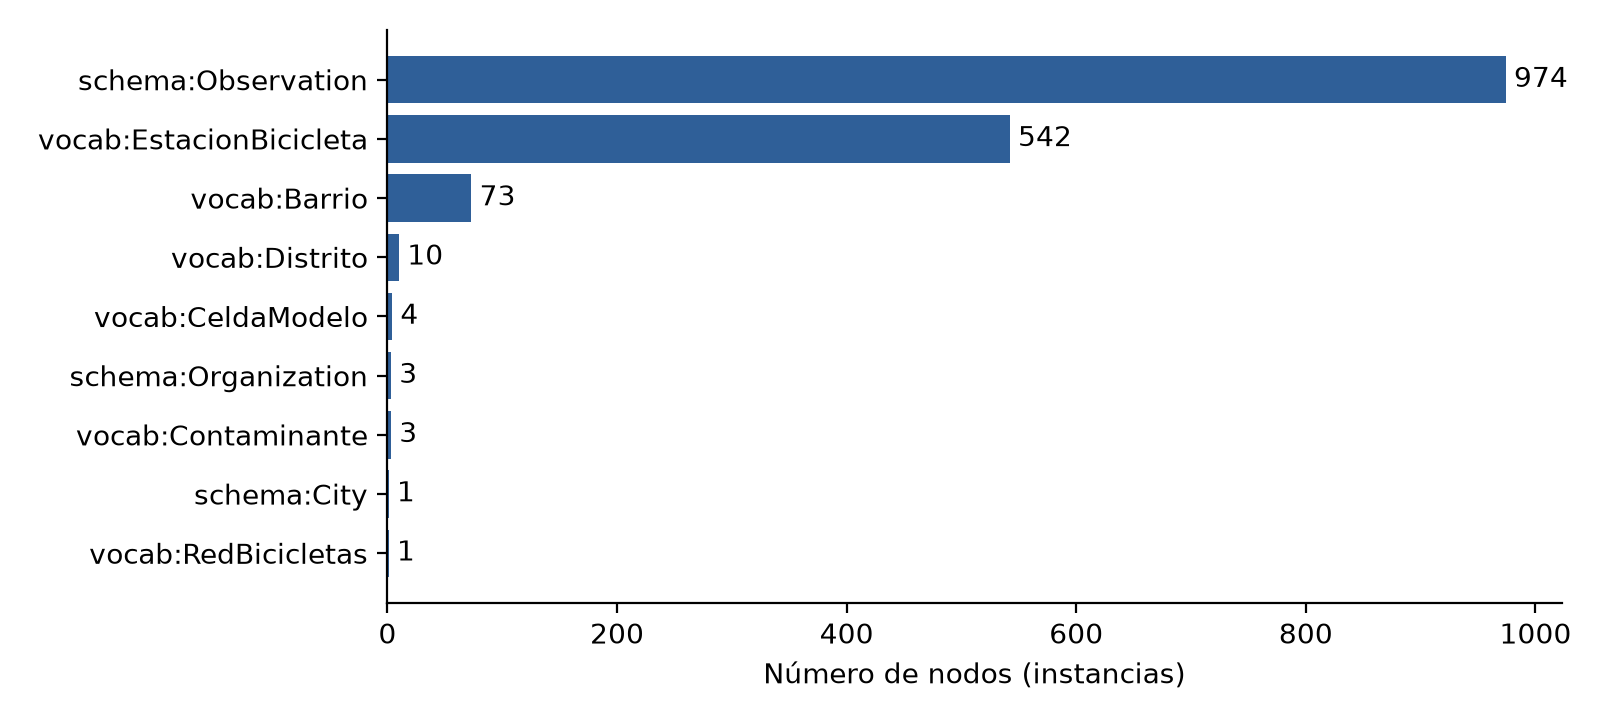 schema:Observation 974
vocab:EstacionBicicleta 542
vocab:Barrio 73
vocab:Distrito 10
vocab:CeldaModelo 4
schema:Organization 3
vocab:Contaminante 3
schema:City 1
vocab:RedBicicletas 1
0 200 400 600 800 1000
Número de nodos (instancias)